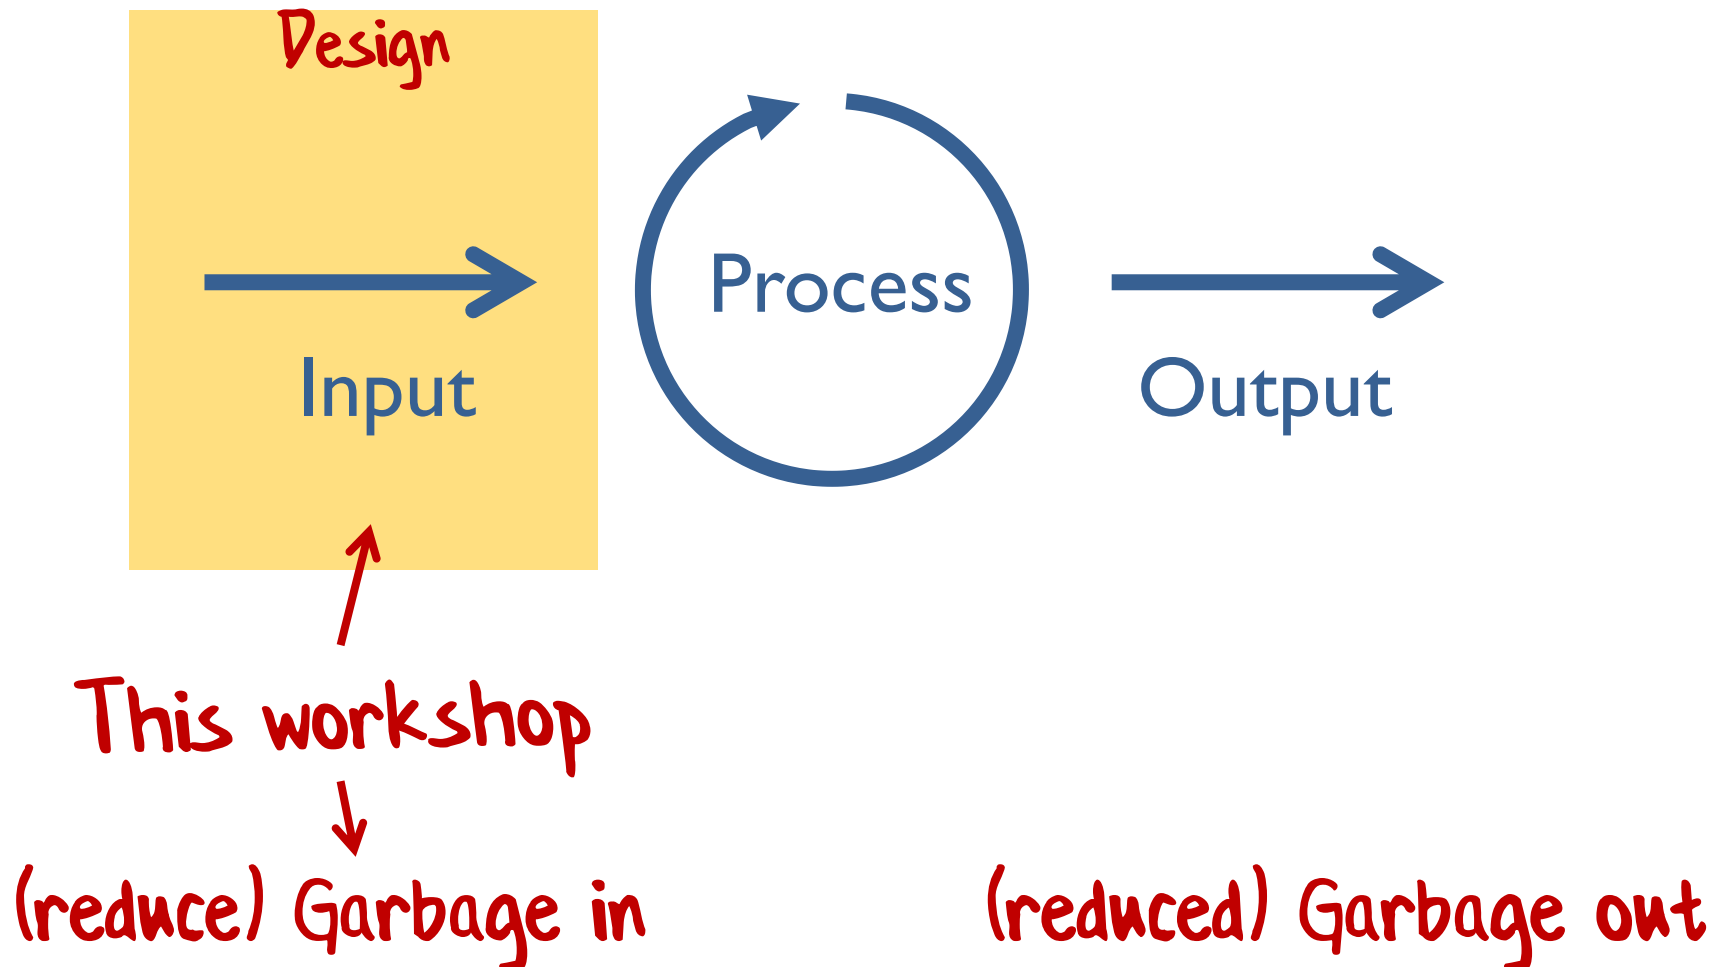 Design
Process
Input
Output
This workshop
(reduce) Garbage in
(reduced) Garbage out